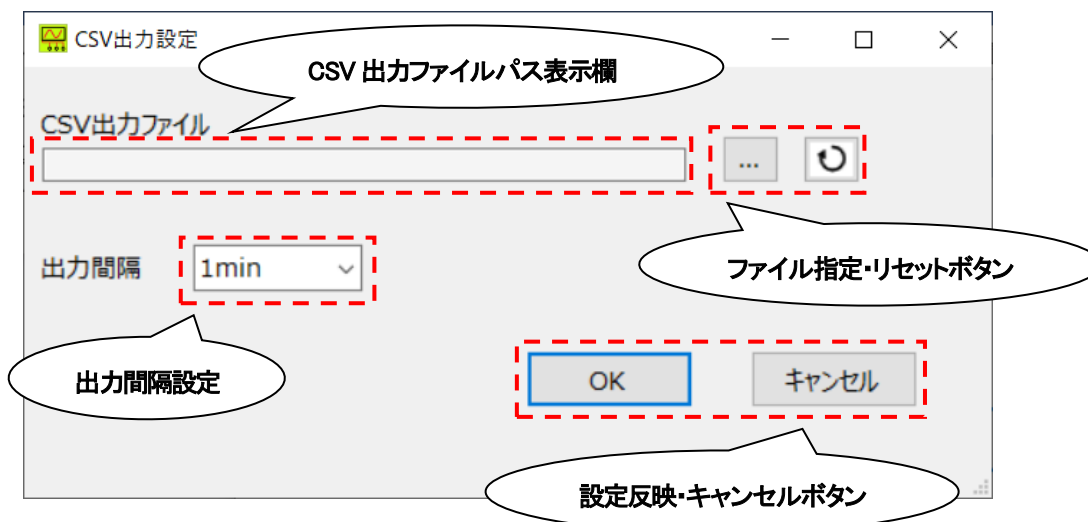 CSV出力設定
CSV 出力ファイルパス表示欄
CSV出力ファイル
...
ファイル指定・リセットボタン
出力間隔
1min
出力間隔設定
OK
キャンセル
設定反映・キャンセルボタン